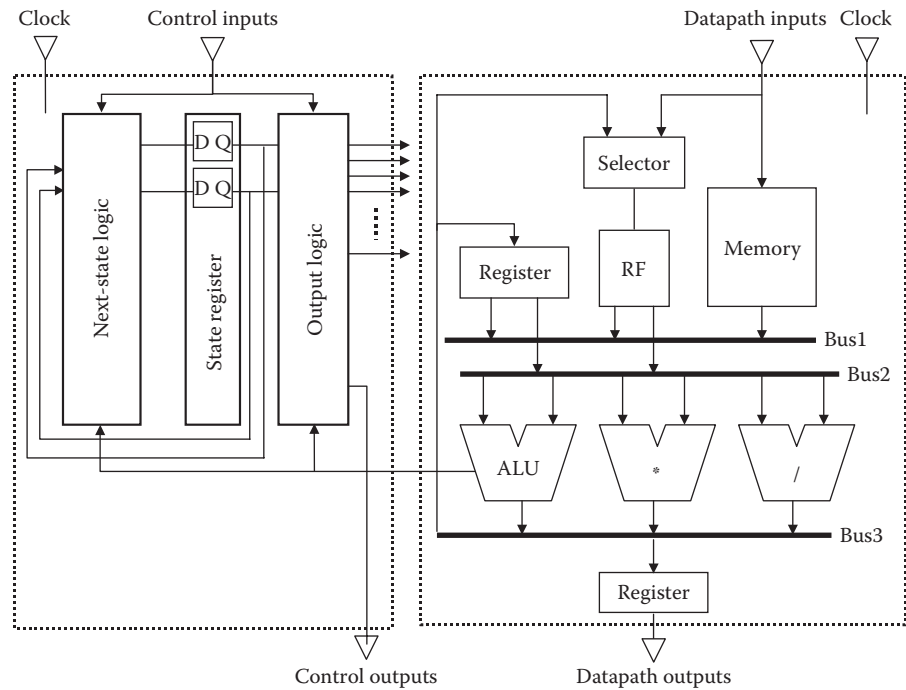 Clock
Control inputs
Datapath inputs
Clock
Next-state logic
D Q
D Q
State register
Output logic
Selector
Register
RF
Memory
Bus1
Bus2
ALU
*
/
Bus3
Register
Control outputs
Datapath outputs